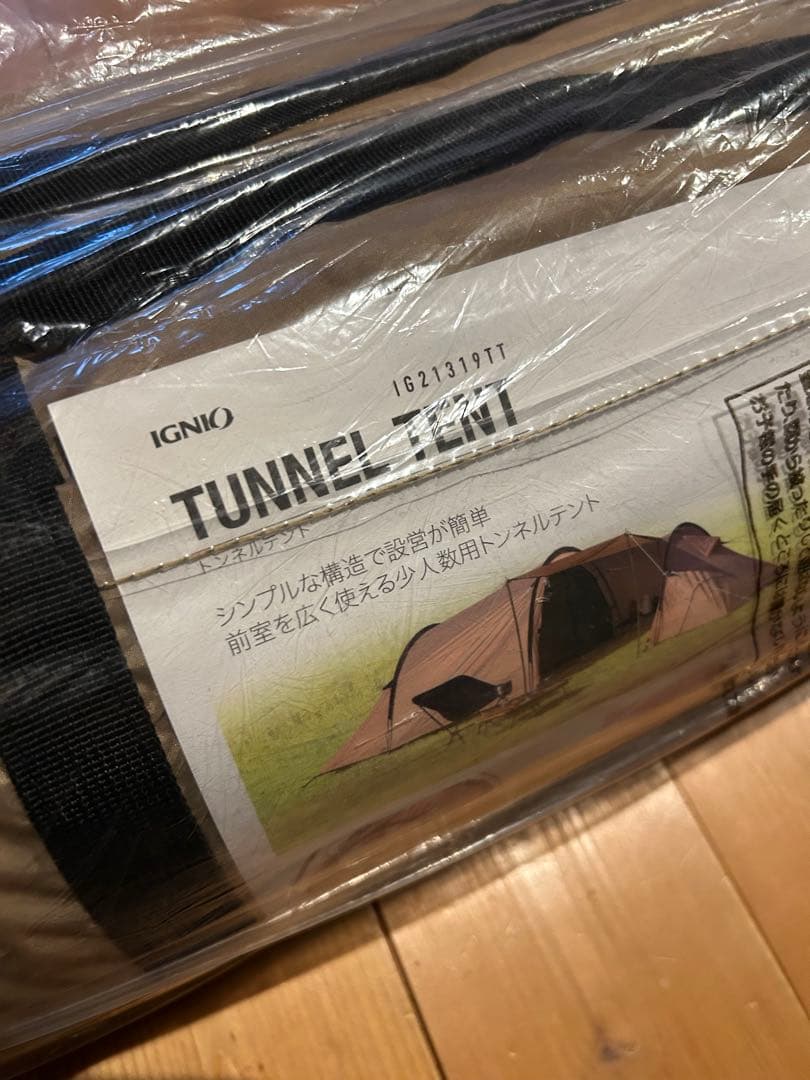 IG21319TT
IGNIO
TUNNEL TENT
トンネルテント
シンプルな構造で設営が簡単
前室を広く使える少人数用トンネルテント